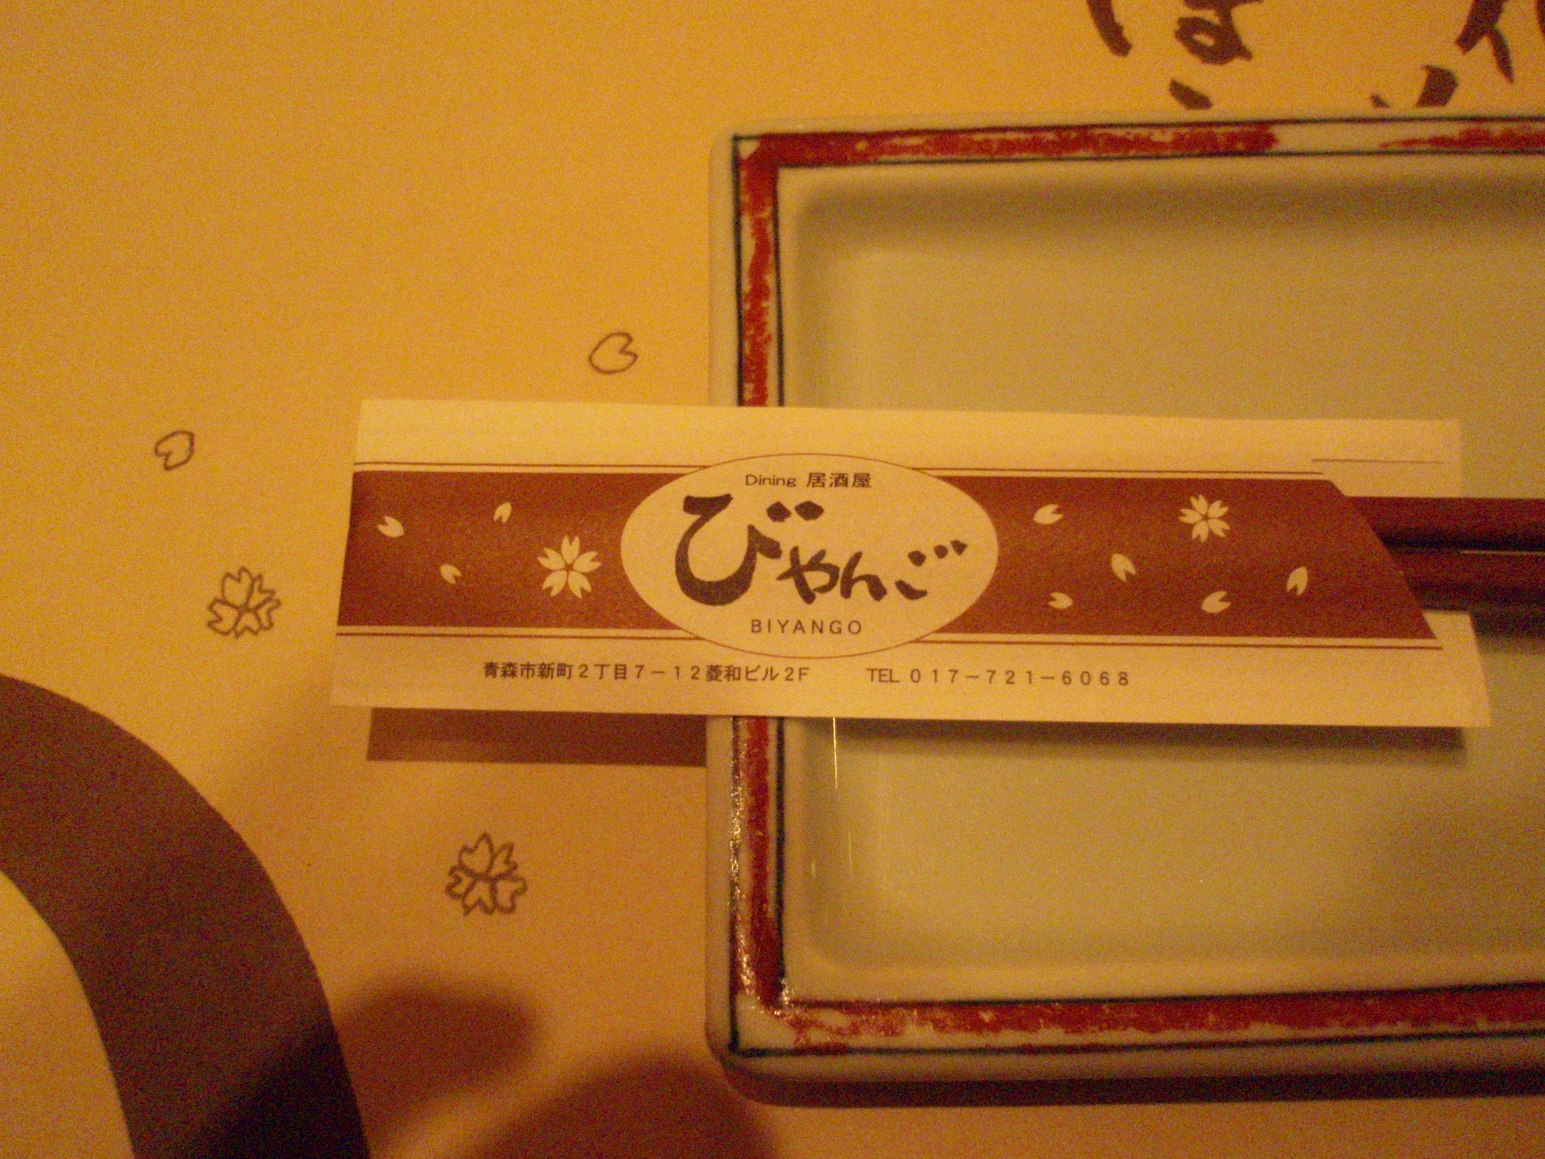 Dining 居酒屋
びやんご
BIYANGO
青森市新町2丁目7-12菱和ビル2F TEL 017-721-6068